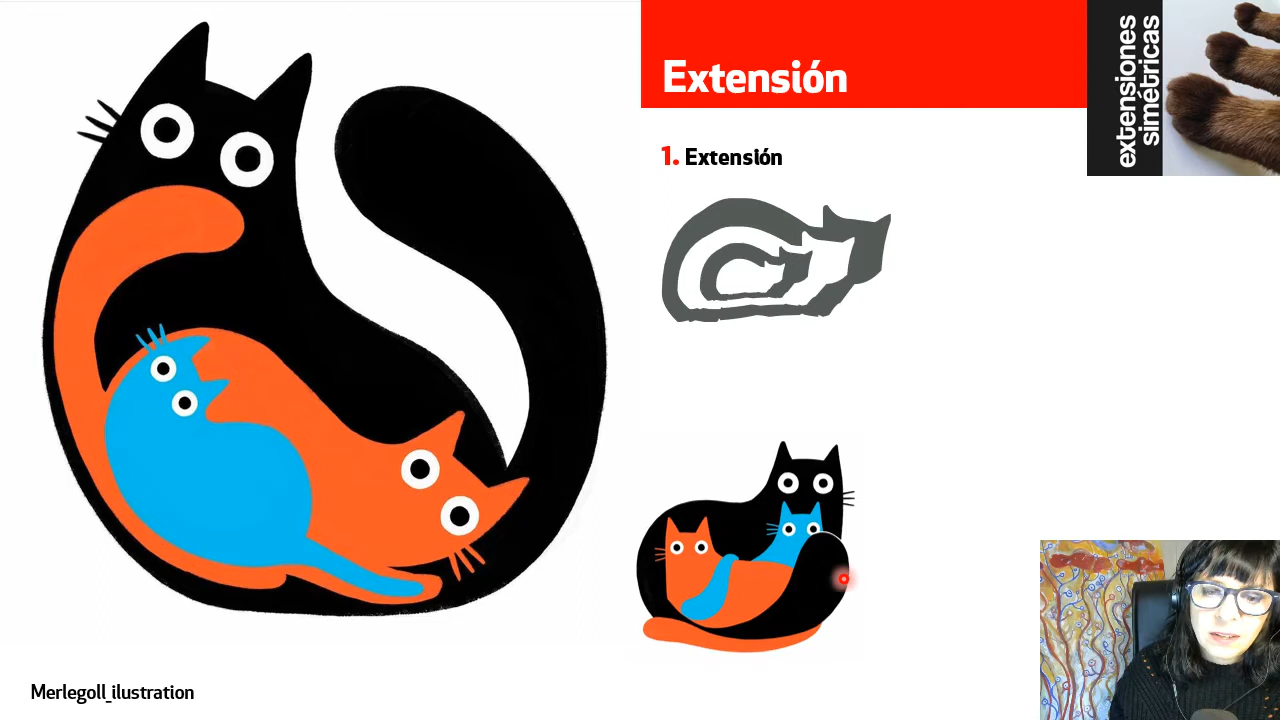 Extensión
extensiones
simétricas
1. Extensión
Merlegoll_ilustration